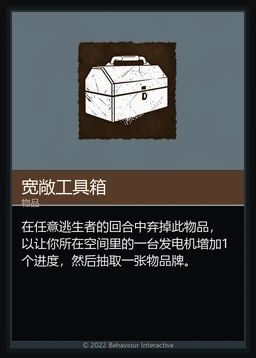 宽敞工具箱
物品
在任意逃生者的回合中弃掉此物品，
以让你所在空间里的一台发电机增加1
个进度，然后抽取一张物品牌。
© 2022 Behaviour Interactive